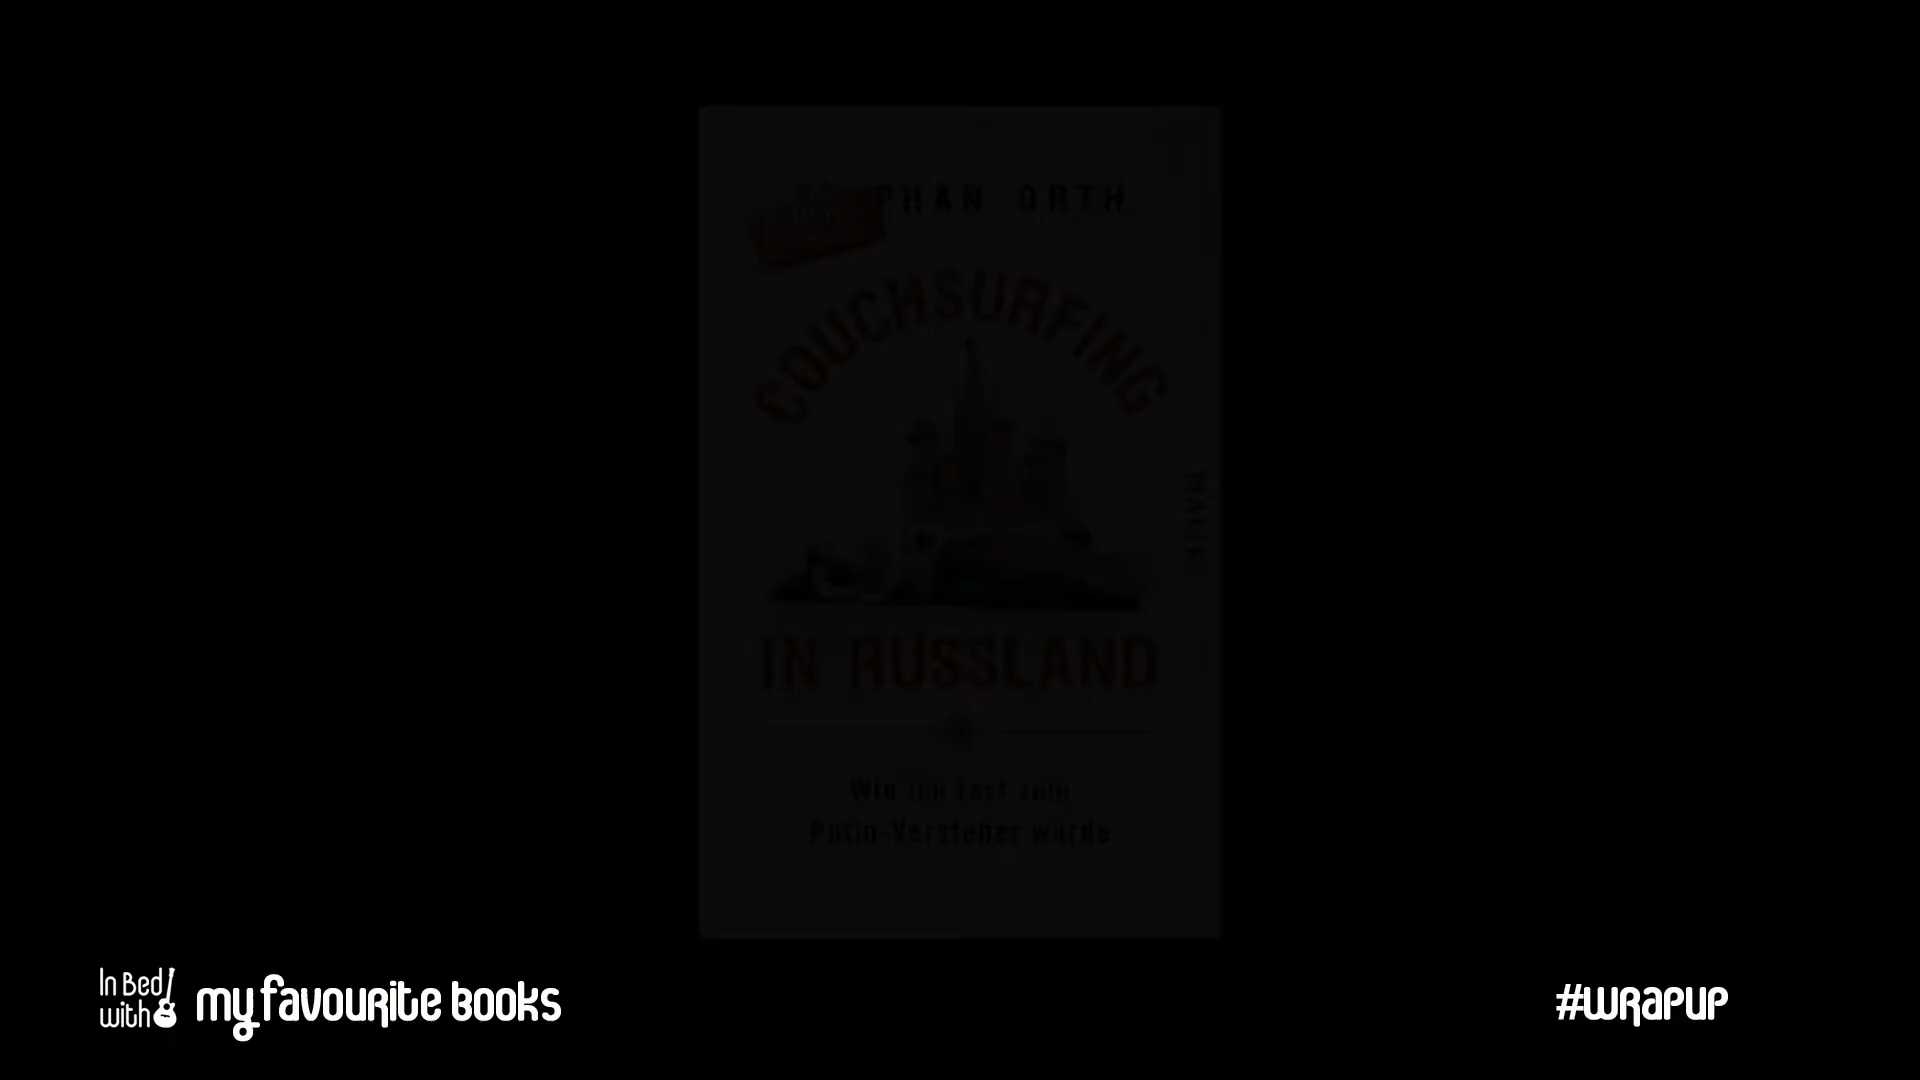 PHAN ORTH
COUCHSURFING
MALIK
IN RUSSLAND
Wie ich fast zum
Putin-Versteher wurde
In Bed
with
my favourite books
#wrapup